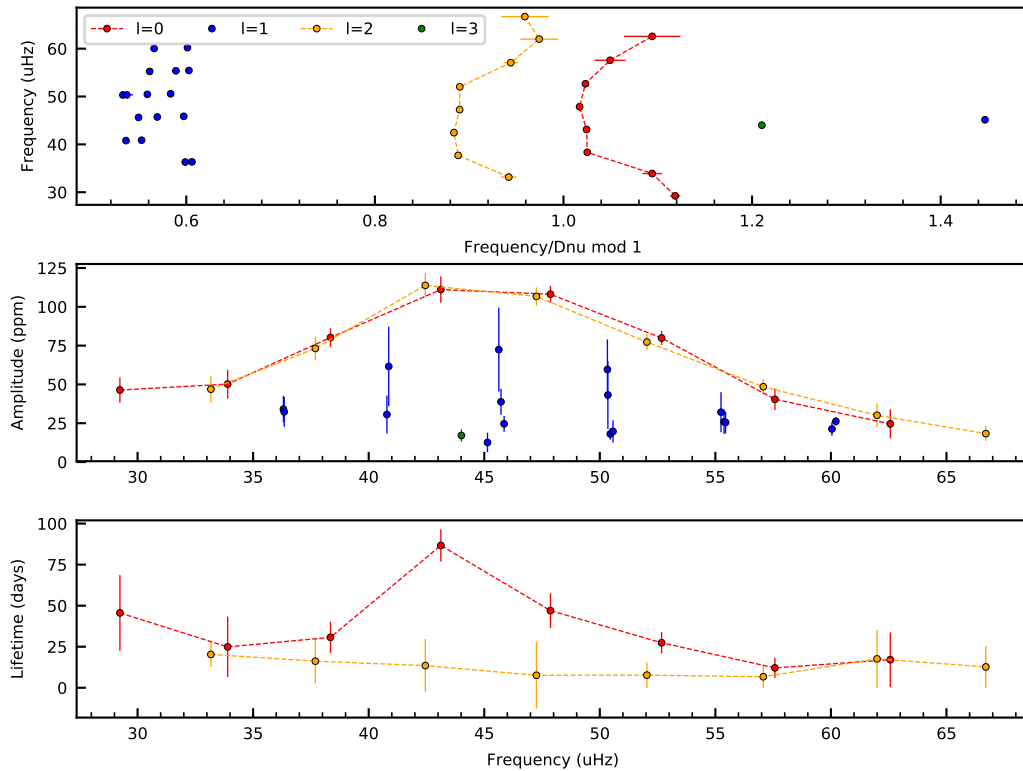 l=0 l=1 l=2 l=3
Frequency (uHz)
60
50
40
30
0.6 0.8 1.0 1.2 1.4
Frequency/Dnu mod 1
Amplitude (ppm)
125
100
75
50
25
0
30 35 40 45 50 55 60 65
Lifetime (days)
100
75
50
25
0
30 35 40 45 50 55 60 65
Frequency (uHz)